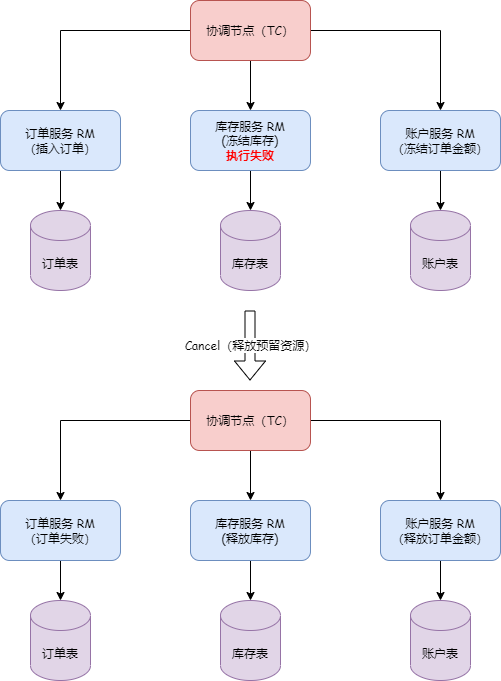 协调节点（TC）
订单服务 RM
(插入订单)
库存服务 RM
(冻结库存)
执行失败
账户服务 RM
(冻结订单金额)
订单表
库存表
账户表
Cancel（释放预留资源）
协调节点（TC）
订单服务 RM
(订单失败)
库存服务 RM
(释放库存)
账户服务 RM
(释放订单金额)
订单表
库存表
账户表